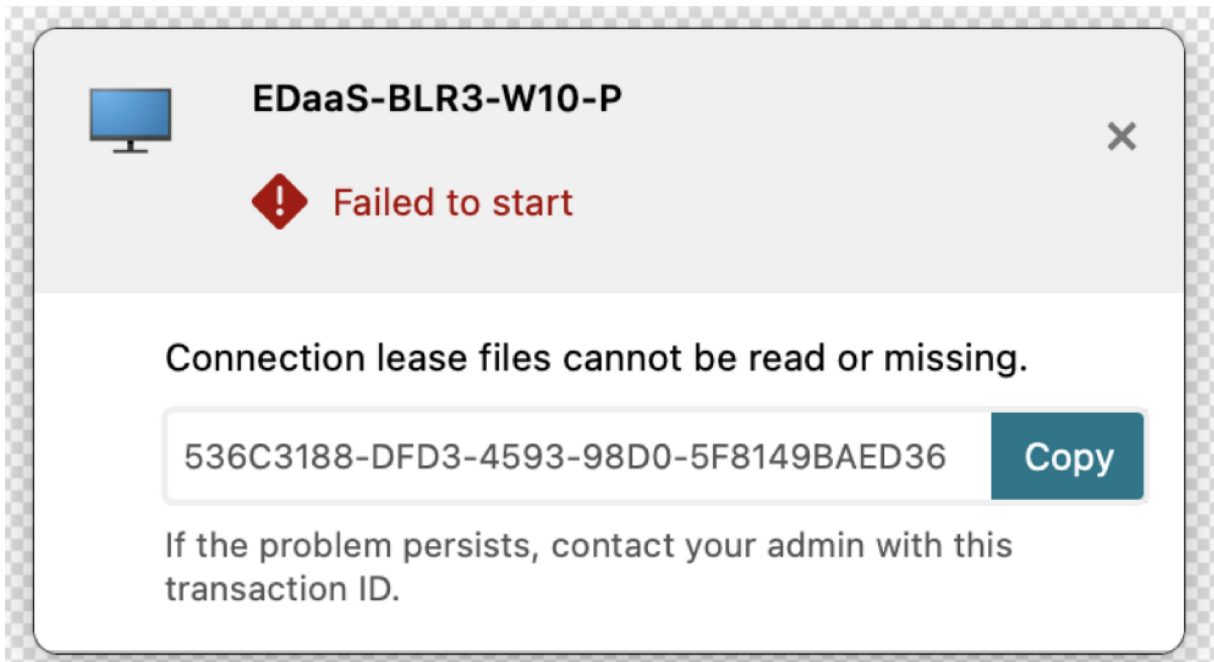 EDaaS-BLR3-W10-P
Failed to start
Connection lease files cannot be read or missing.
536C3188-DFD3-4593-98D0-5F8149BAED36
Copy
If the problem persists, contact your admin with this
transaction ID.